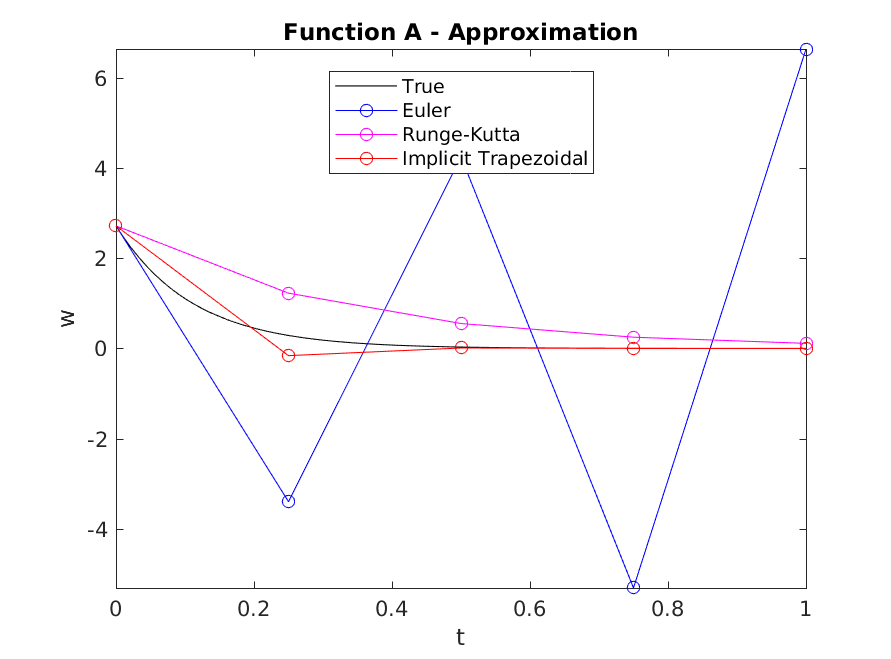 Function A - Approximation
True
Euler
Runge-Kutta
Implicit Trapezoidal
6
4
2
0
-2
-4
w
0
0.2
0.4
0.6
0.8
1
t